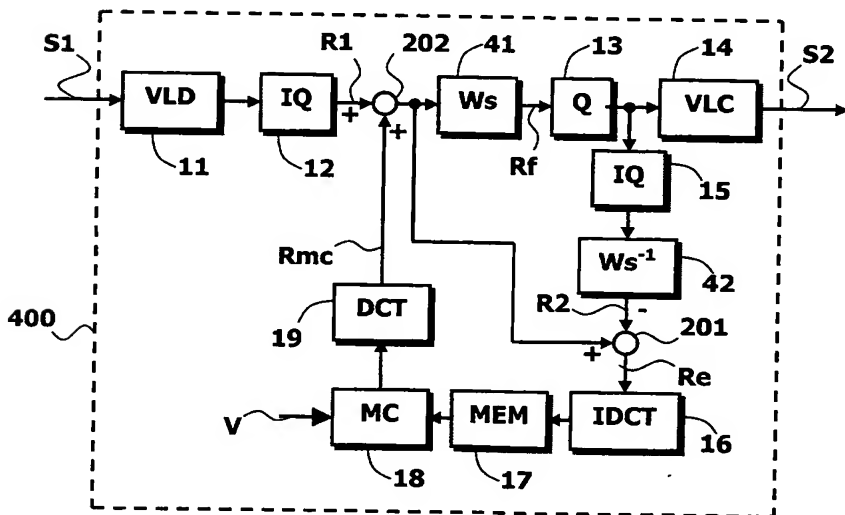 S1
R1
202
41
13
14
S2
VLD
IQ
+
+
Ws
Q
VLC
11
12
Rf
IQ
15
Rmc
Ws⁻¹
42
400
DCT
19
R2
-
201
+
Re
V
MC
MEM
IDCT
16
18
17